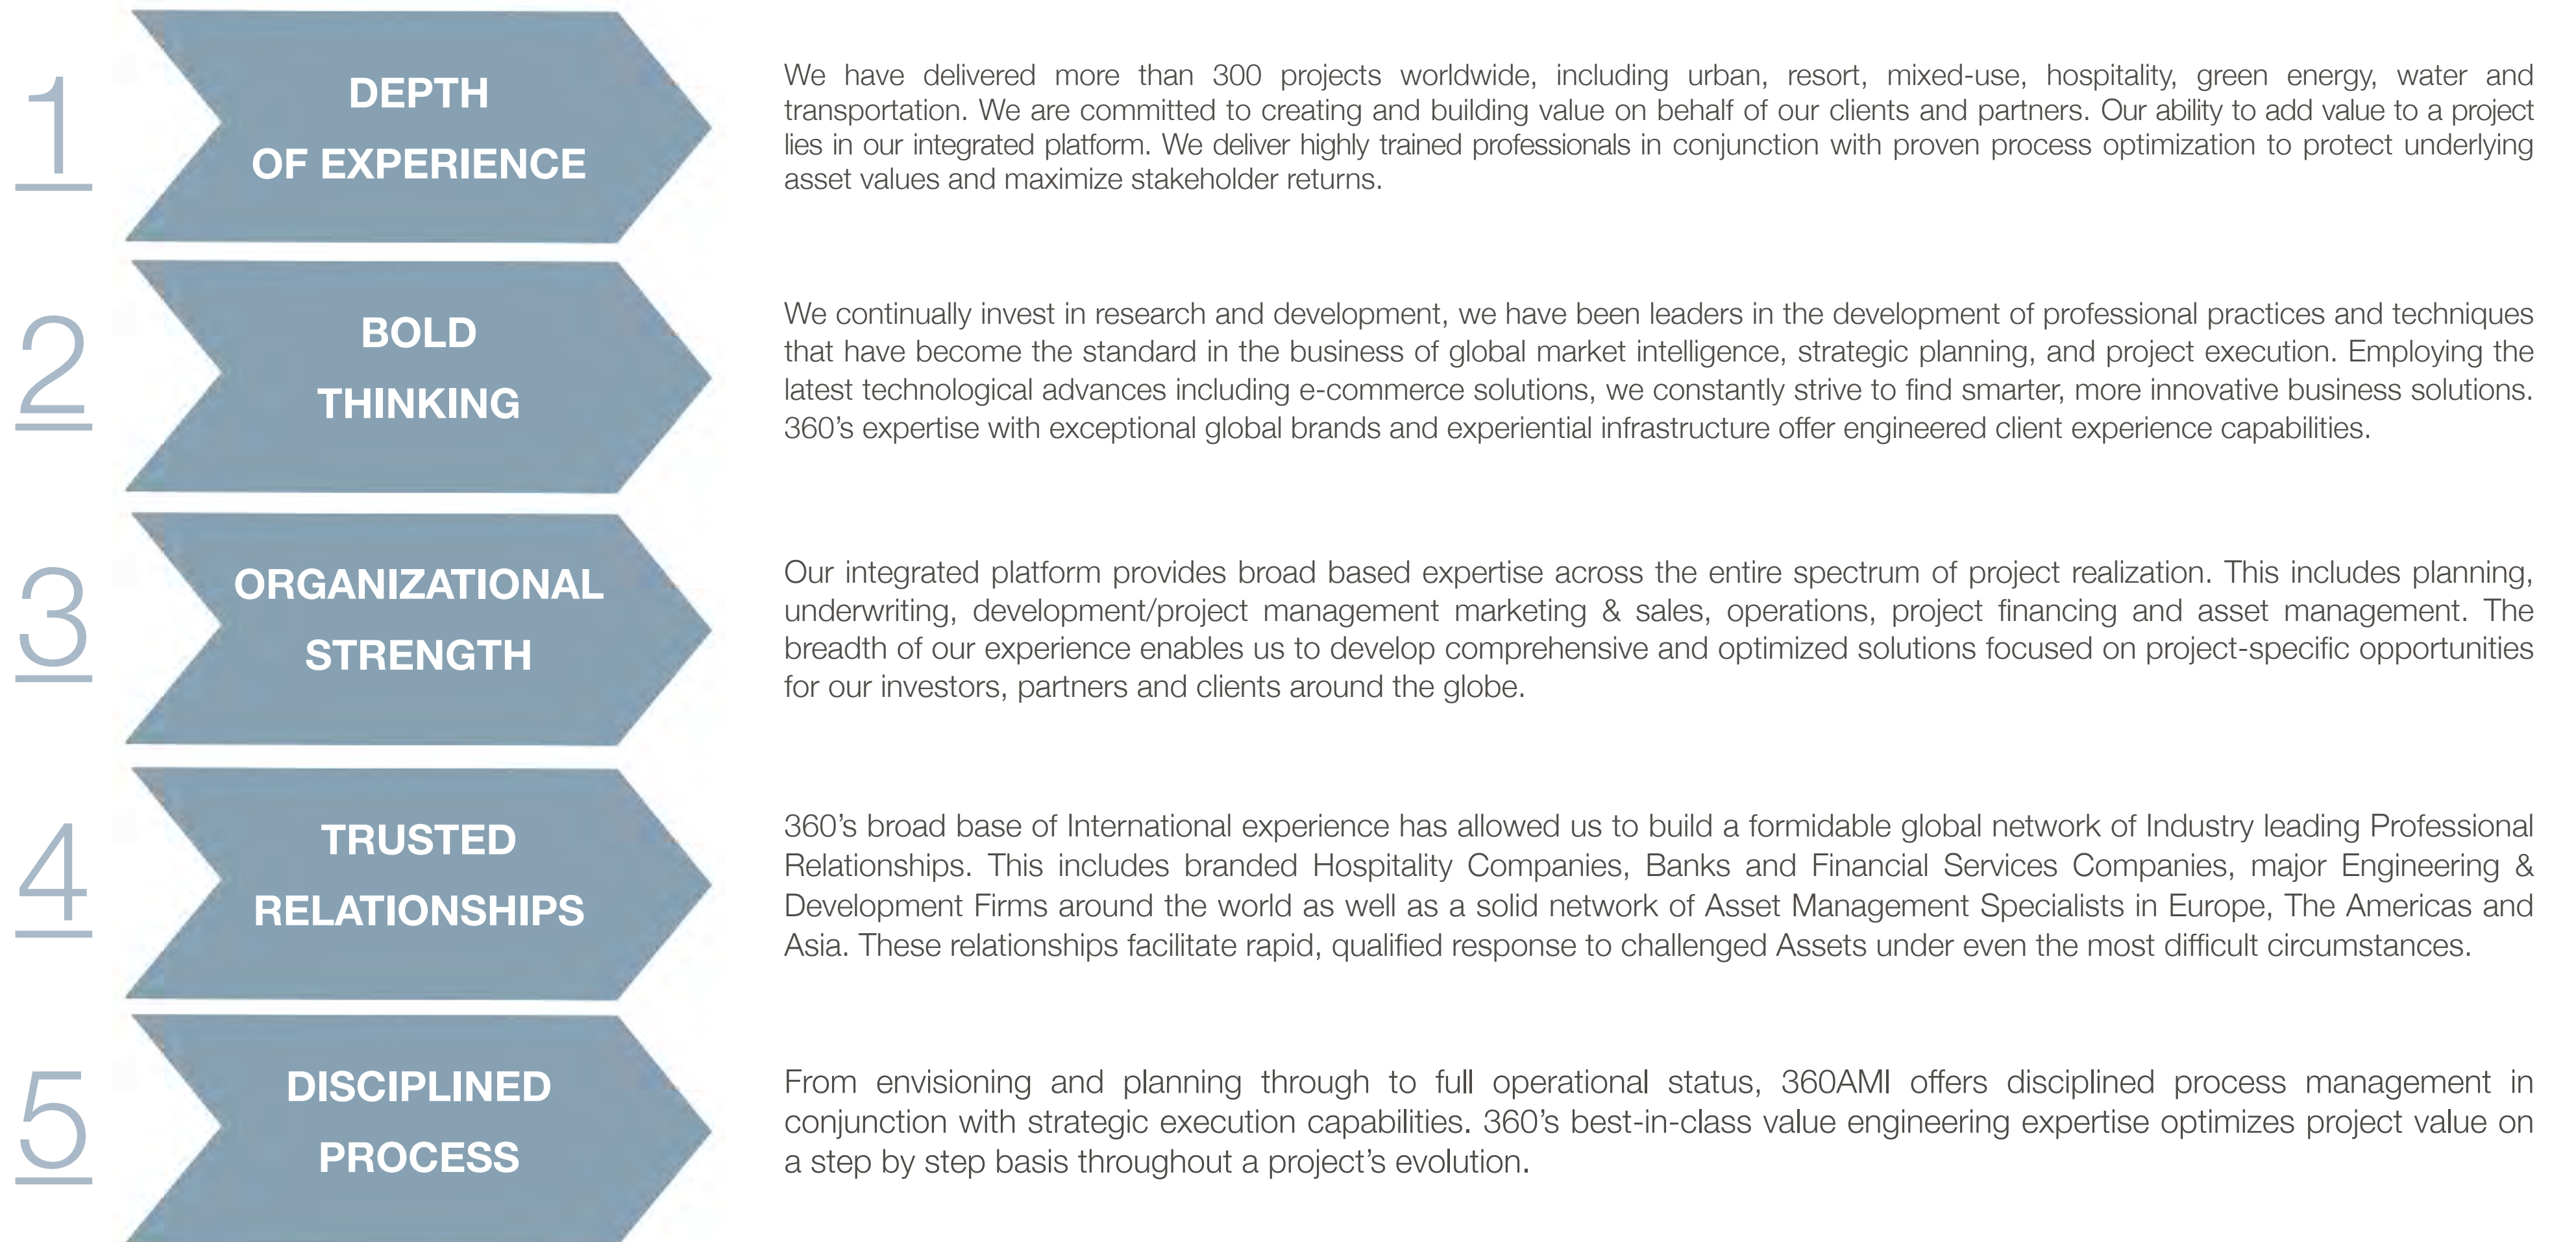 1
DEPTH
OF EXPERIENCE
We have delivered more than 300 projects worldwide, including urban, resort, mixed-use, hospitality, green energy, water and
transportation. We are committed to creating and building value on behalf of our clients and partners. Our ability to add value to a project
lies in our integrated platform. We deliver highly trained professionals in conjunction with proven process optimization to protect underlying
asset values and maximize stakeholder returns.
2
BOLD
THINKING
We continually invest in research and development, we have been leaders in the development of professional practices and techniques
that have become the standard in the business of global market intelligence, strategic planning, and project execution. Employing the
latest technological advances including e-commerce solutions, we constantly strive to find smarter, more innovative business solutions.
360’s expertise with exceptional global brands and experiential infrastructure offer engineered client experience capabilities.
3
ORGANIZATIONAL
STRENGTH
Our integrated platform provides broad based expertise across the entire spectrum of project realization. This includes planning,
underwriting, development/project management marketing & sales, operations, project financing and asset management. The
breadth of our experience enables us to develop comprehensive and optimized solutions focused on project-specific opportunities
for our investors, partners and clients around the globe.
4
TRUSTED
RELATIONSHIPS
360’s broad base of International experience has allowed us to build a formidable global network of Industry leading Professional
Relationships. This includes branded Hospitality Companies, Banks and Financial Services Companies, major Engineering &
Development Firms around the world as well as a solid network of Asset Management Specialists in Europe, The Americas and
Asia. These relationships facilitate rapid, qualified response to challenged Assets under even the most difficult circumstances.
5
DISCIPLINED
PROCESS
From envisioning and planning through to full operational status, 360AMI offers disciplined process management in
conjunction with strategic execution capabilities. 360’s best-in-class value engineering expertise optimizes project value on
a step by step basis throughout a project’s evolution.